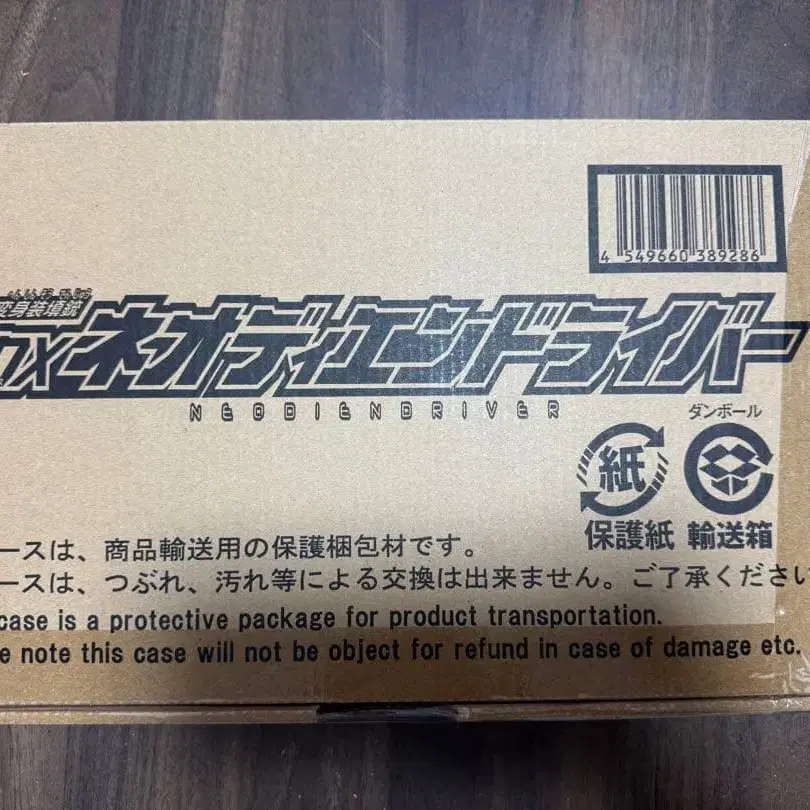 4 549660 389286
変身装填銃
DXネオディエンドライバー
NEODIENDRIVER
ダンボール
紙
保護紙 輸送箱
ースは、商品輸送用の保護梱包材です。
ースは、つぶれ、汚れ等による交換は出来ません。ご了承ください
case is a protective package for product transportation.
e note this case will not be object for refund in case of damage etc.